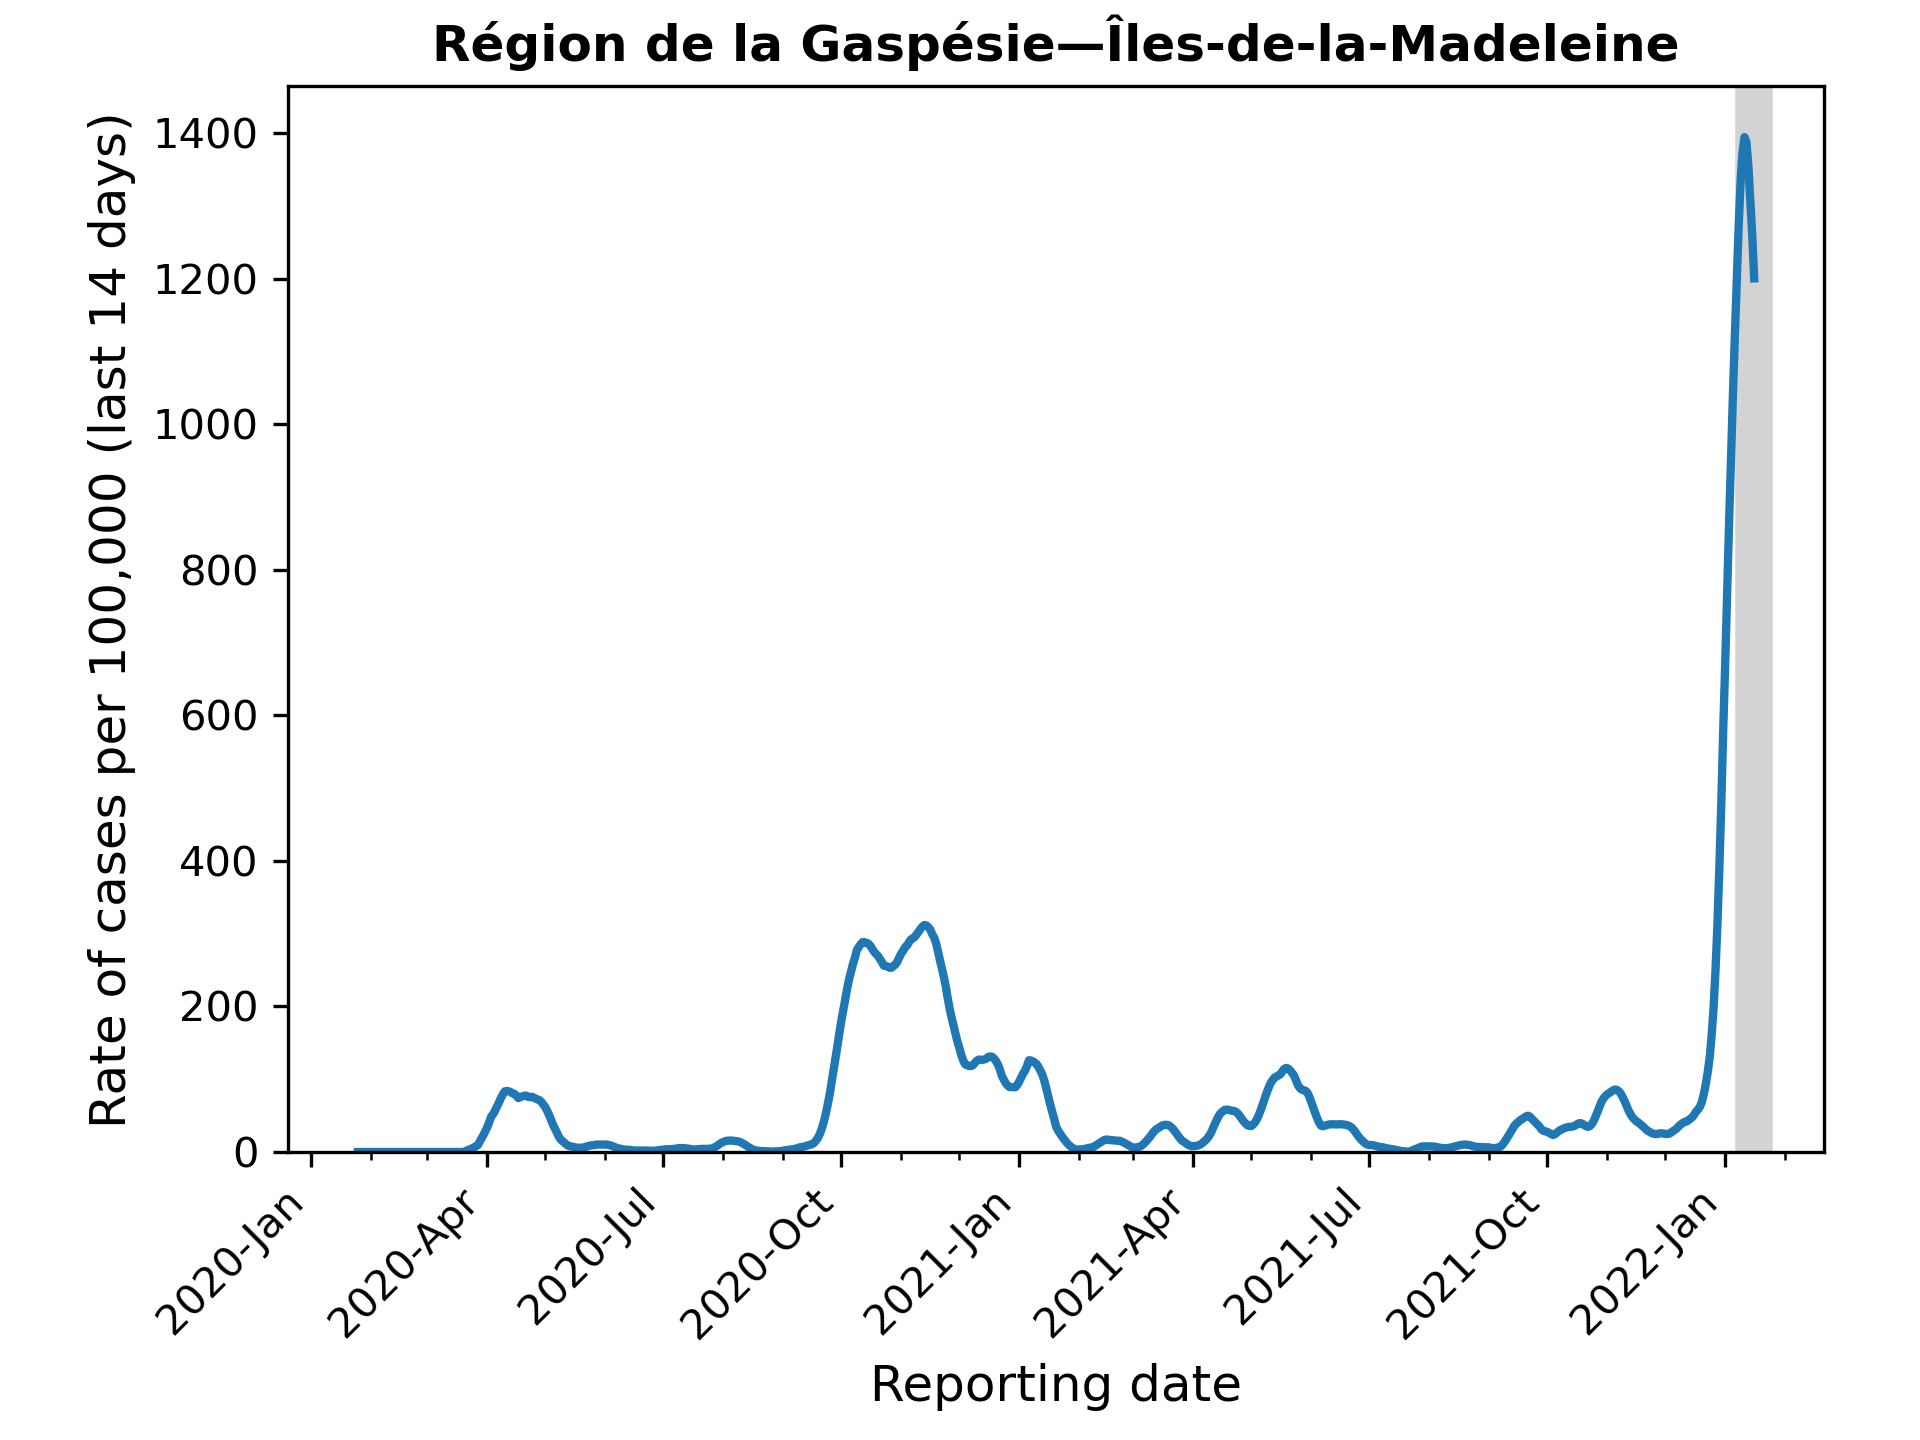 Région de la Gaspésie—Îles-de-la-Madeleine
Rate of cases per 100,000 (last 14 days)
1400
1200
1000
800
600
400
200
0
2020-Jan
2020-Apr
2020-Jul
2020-Oct
2021-Jan
2021-Apr
2021-Jul
2021-Oct
2022-Jan
Reporting date